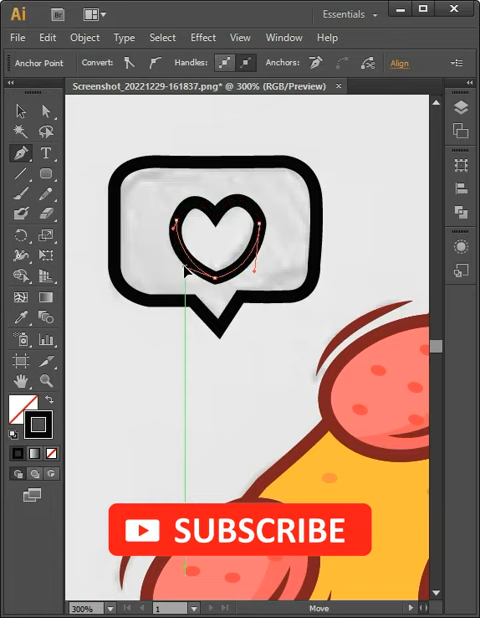 Ai Br Essentials
File Edit Object Type Select Effect View Window Help
Anchor Point Convert: Handles: Anchors: Align
Screenshot_20221229-161837.png* @ 300% (RGB/Preview) ×
T
SUBSCRIBE
300% 1 Move